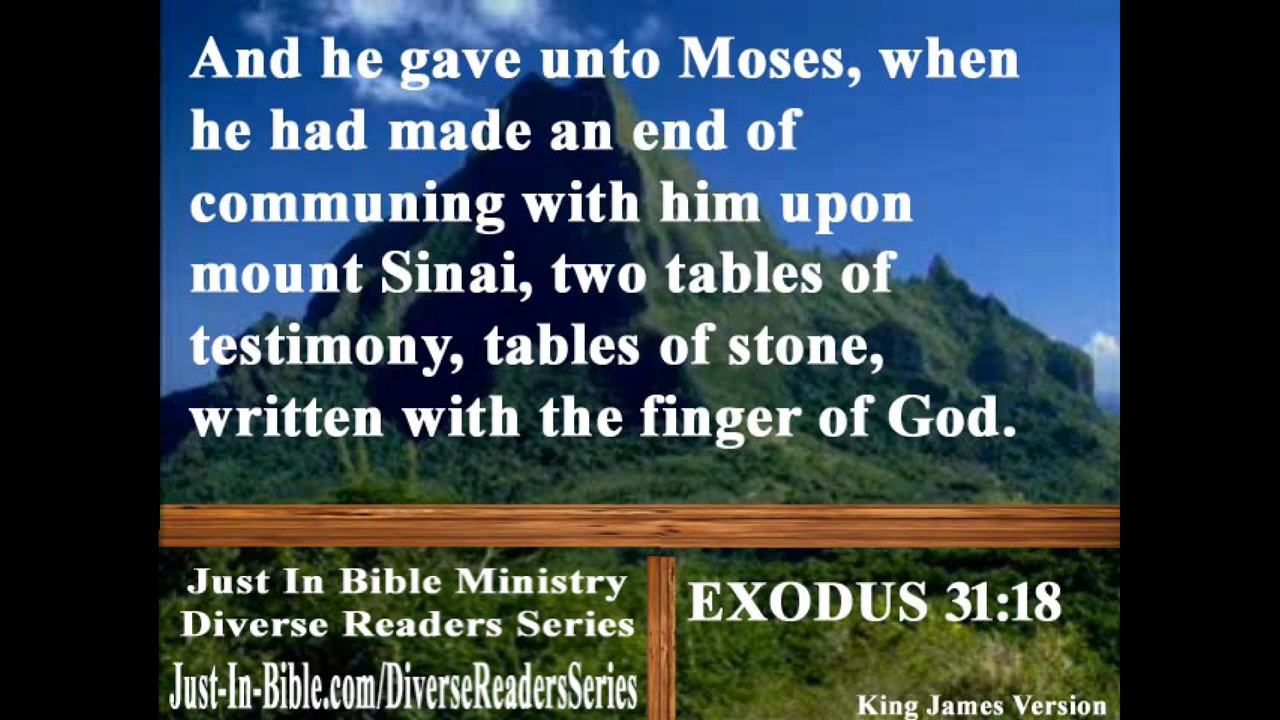 And he gave unto Moses, when
he had made an end of
communing with him upon
mount Sinai, two tables of
testimony, tables of stone,
written with the finger of God.
Just In Bible Ministry
Diverse Readers Series
Just-In-Bible.com/DiverseReadersSeries
EXODUS 31:18
King James Version